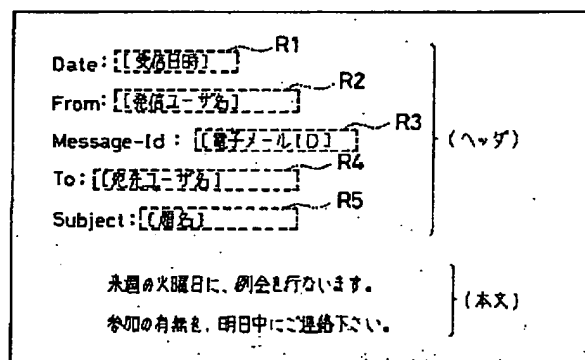 Date:[[受信日時] R1
From:[[発信ユーザ名] R2
Message-Id : [[電子メールID] R3
To:[[宛先ユーザ名] R4
Subject:[[題名] R5
(ヘッダ)
来週の火曜日に、例会を行ないます。
参加の有無を、明日中にご連絡下さい。
(本文)